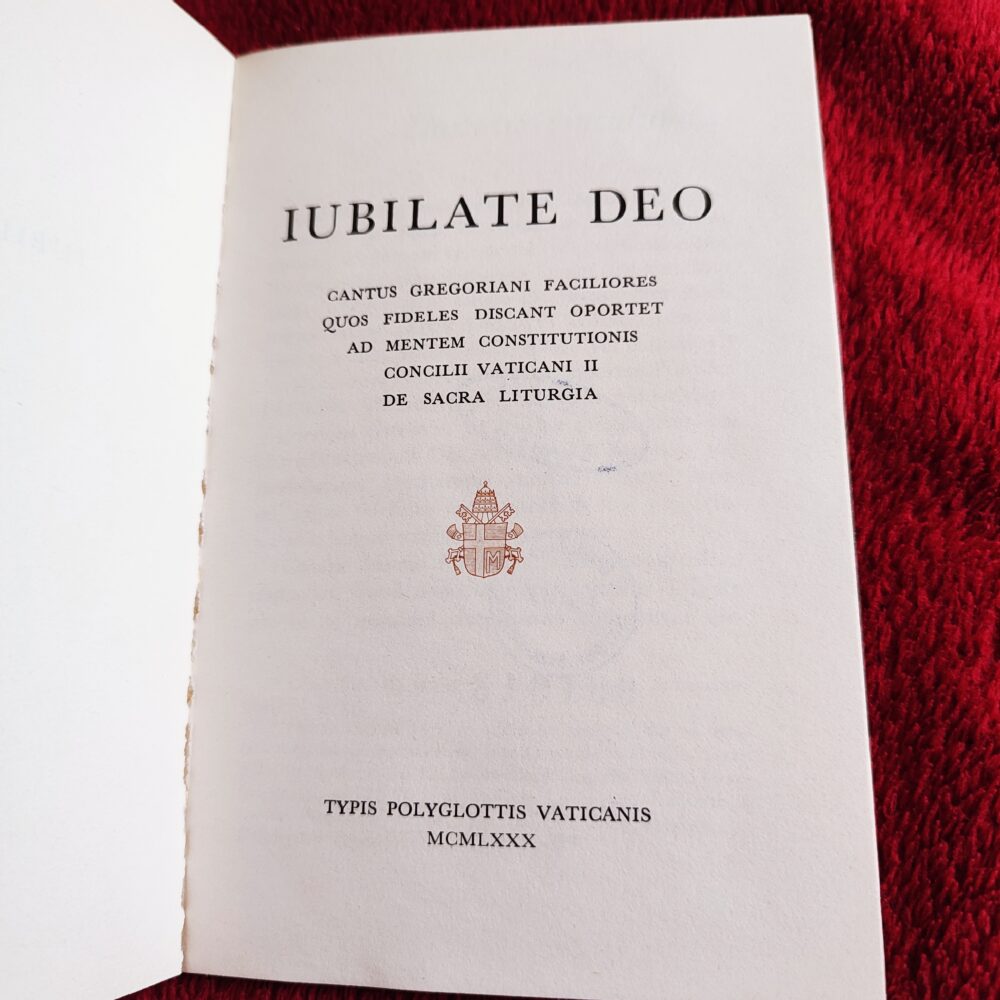 IUBILATE DEO
CANTUS GREGORIANI FACILIORES
QUOS FIDELES DISCANT OPORTET
AD MENTEM CONSTITUTIONIS
CONCILII VATICANI II
DE SACRA LITURGIA
M
TYPIS POLYGLOTTIS VATICANIS
MCMLXXX